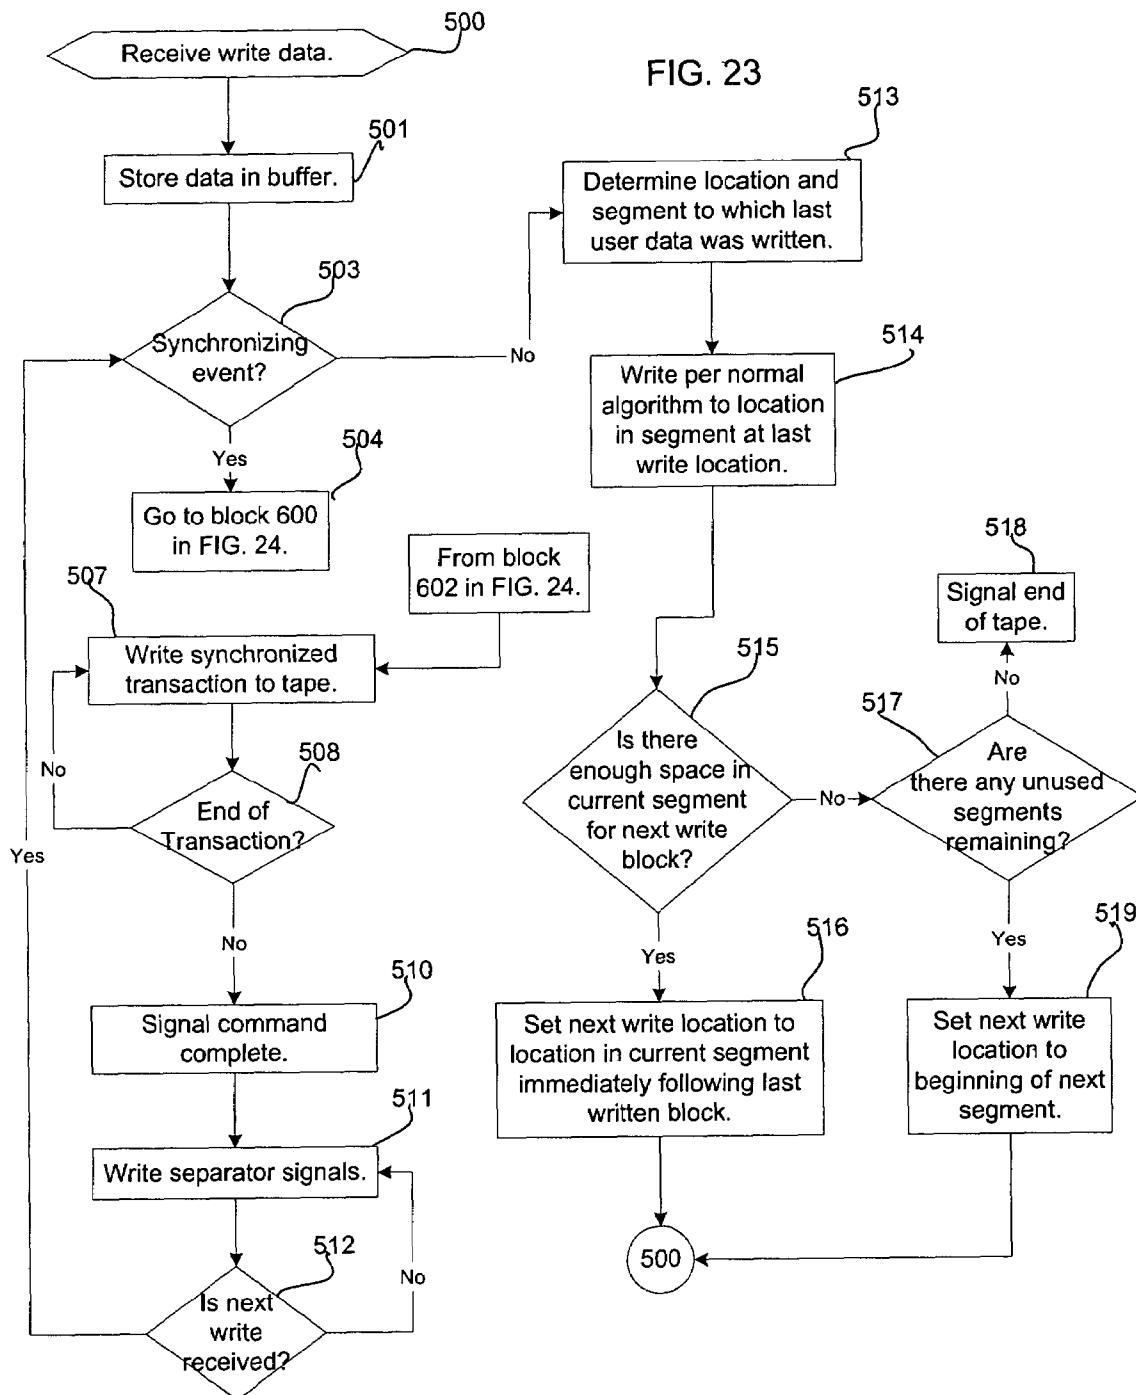 500
Receive write data.
FIG. 23
501
Store data in buffer.
513
Determine location and
segment to which last
user data was written.
503
Synchronizing
event?
No
Yes
514
Write per normal
algorithm to location
in segment at last
write location.
504
Go to block 600
in FIG. 24.
From block
602 in FIG. 24.
507
Write synchronized
transaction to tape.
518
Signal end
of tape.
No
508
End of
Transaction?
No
No
515
Is there
enough space in
current segment
for next write
block?
No
517
Are
there any unused
segments
remaining?
Yes
Yes
Yes
510
Signal command
complete.
516
Set next write location to
location in current segment
immediately following last
written block.
519
Set next write
location to
beginning of next
segment.
511
Write separator signals.
512
Is next
write
received?
No
500